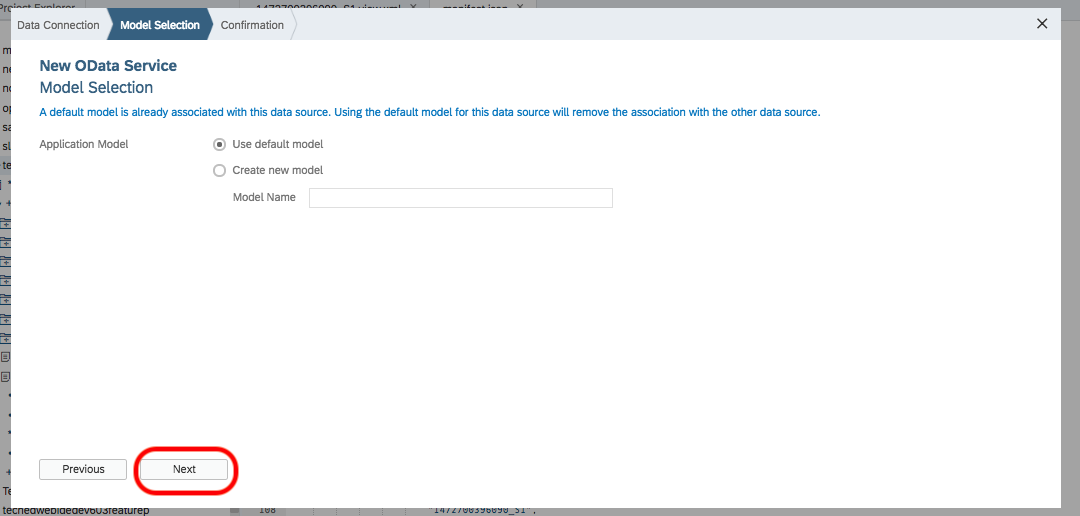 Data Connection
Model Selection
Confirmation
New OData Service
Model Selection
A default model is already associated with this data source. Using the default model for this data source will remove the association with the other data source.
Application Model
Use default model
Create new model
Model Name
Previous
Next
techedwebidedev603featurep
108
"1472700396090_S1",